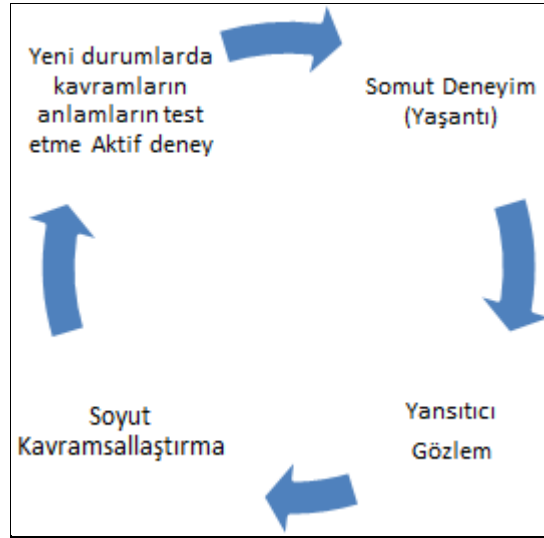 Yeni durumlarda
kavramların
anlamların test
etme Aktif deney
Somut Deneyim
(Yaşantı)
Yansıtıcı
Gözlem
Soyut
Kavramsallaştırma